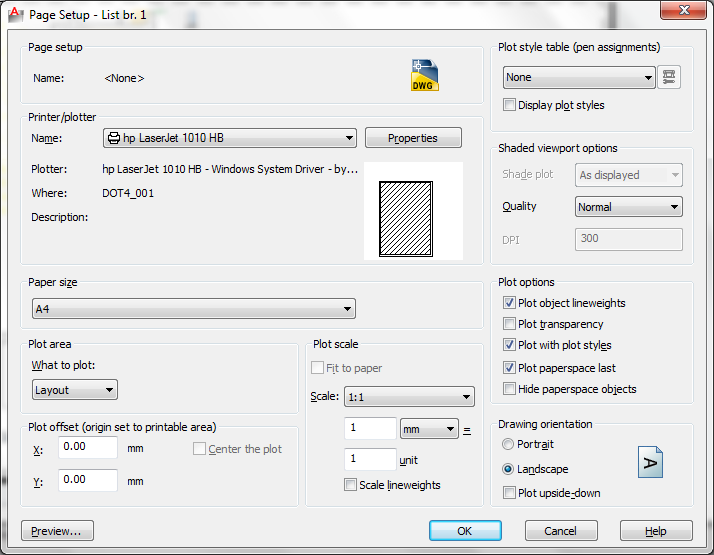 Page Setup - List br. 1
Page setup
Name: <None>
DWG
Printer/plotter
Name: hp LaserJet 1010 HB
Properties
Plotter: hp LaserJet 1010 HB - Windows System Driver - by...
Where: DOT4_001
Description:
Paper size
A4
Plot area
What to plot:
Layout
Plot offset (origin set to printable area)
X: 0.00 mm
Center the plot
Y: 0.00 mm
Plot scale
Fit to paper
Scale: 1:1
1 mm =
1 unit
Scale lineweights
Plot style table (pen assignments)
None
Display plot styles
Shaded viewport options
Shade plot As displayed
Quality Normal
DPI 300
Plot options
Plot object lineweights
Plot transparency
Plot with plot styles
Plot paperspace last
Hide paperspace objects
Drawing orientation
Portrait
Landscape
A
Plot upside-down
Preview...
OK
Cancel
Help